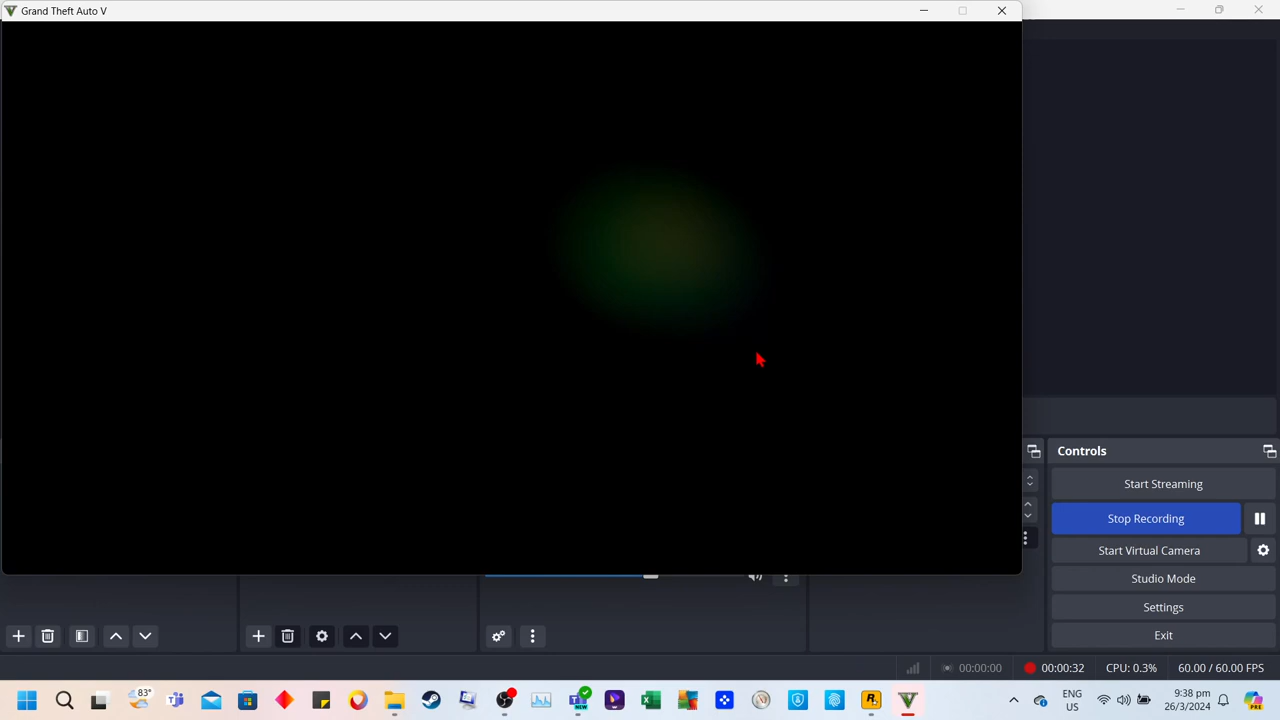 Grand Theft Auto V
Controls
Start Streaming
Stop Recording
Start Virtual Camera
Studio Mode
Settings
Exit
00:00:00
00:00:32
CPU: 0.3%
60.00 / 60.00 FPS
83°
NEW
ENG
US
9:38 pm
26/3/2024
PRE